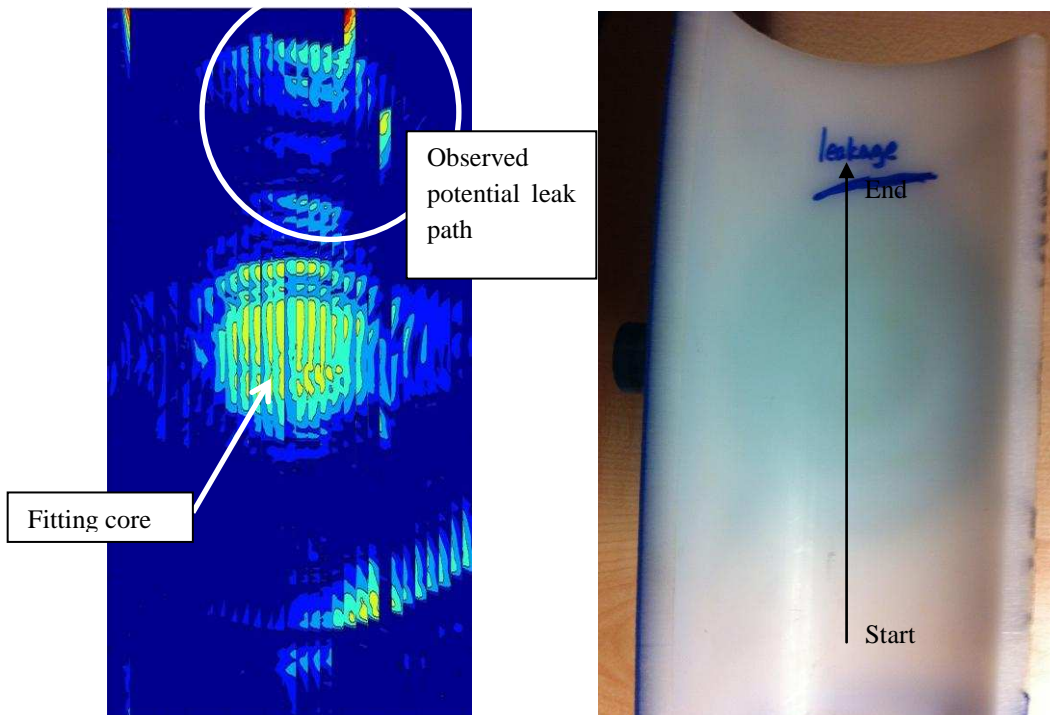 Observed
potential leak
path
Fitting core
leakage
End
Start